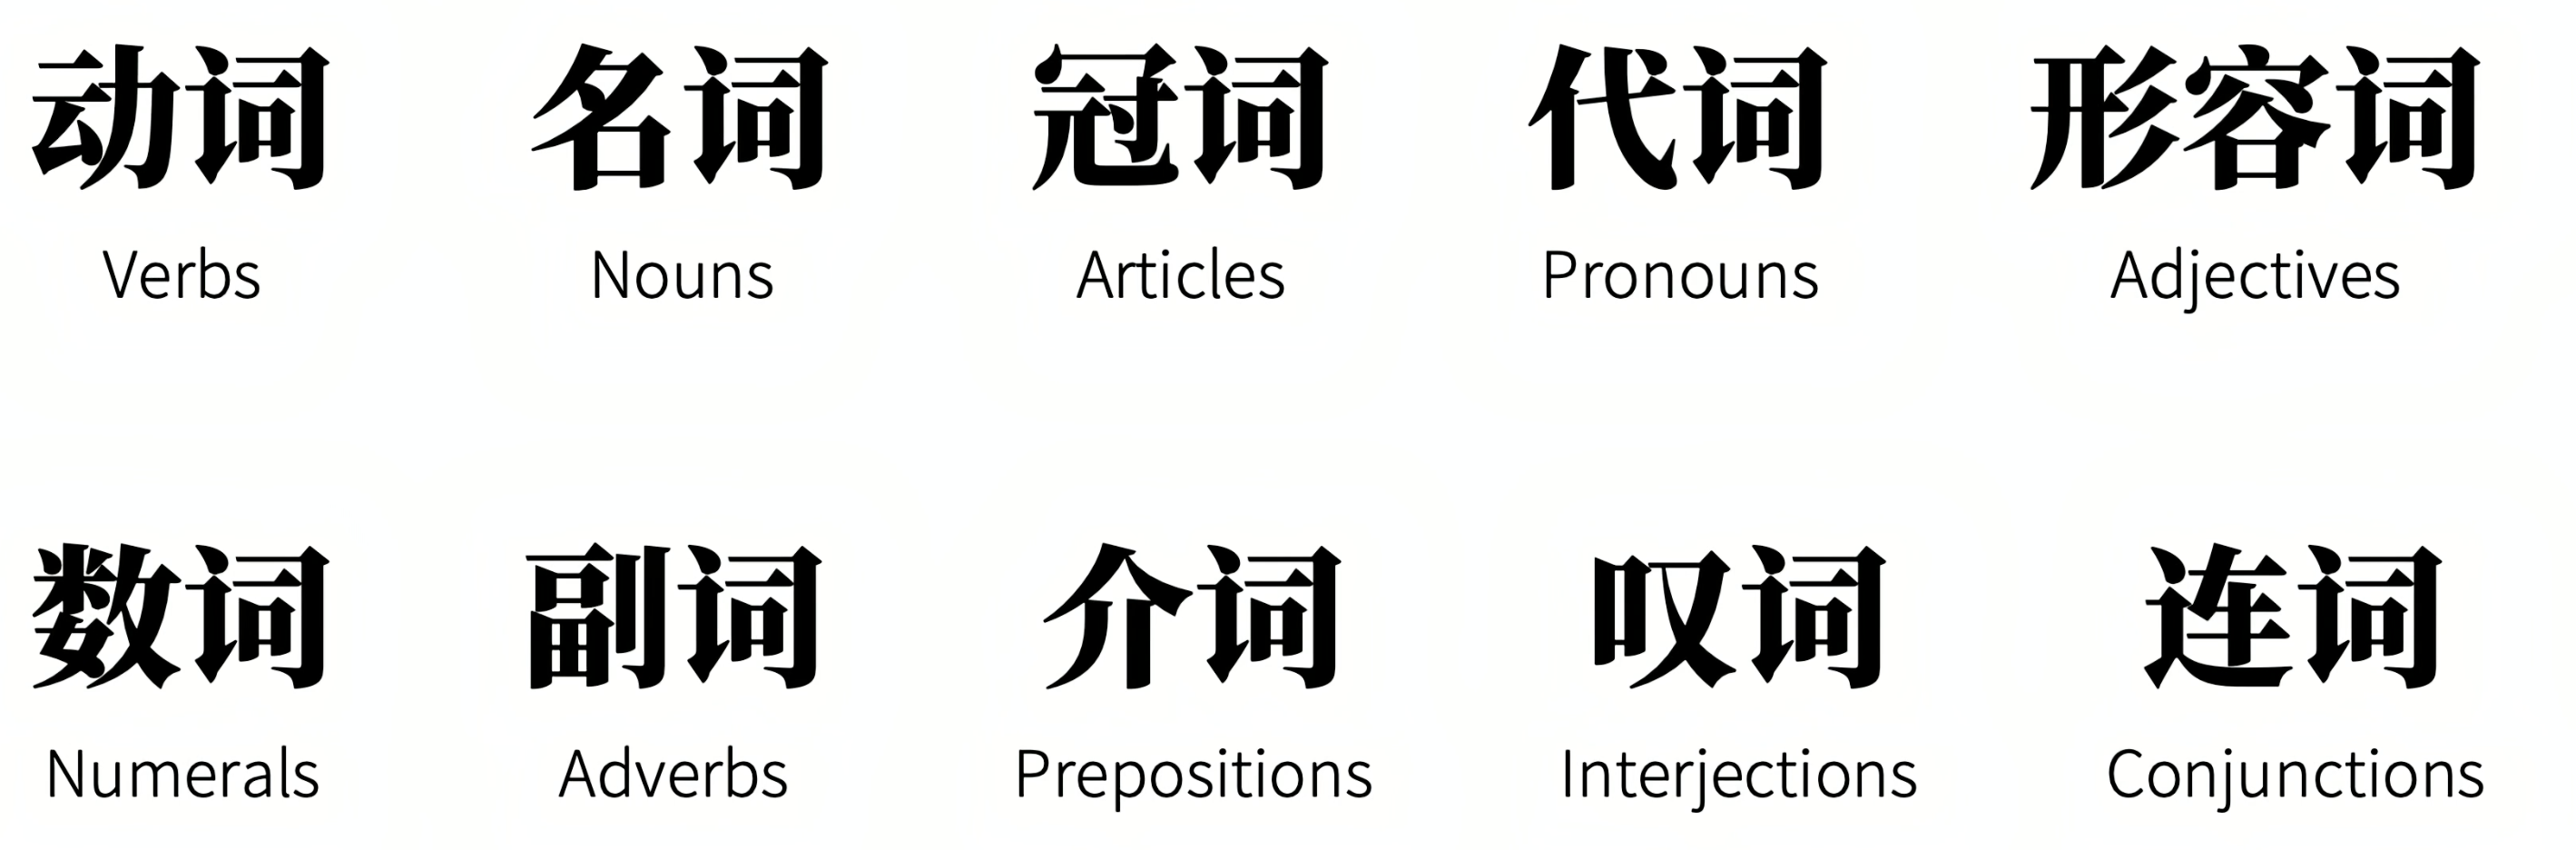 动词 名词 冠词 代词 形容词
Verbs Nouns Articles Pronouns Adjectives
数词 副词 介词 叹词 连词
Numerals Adverbs Prepositions Interjections Conjunctions